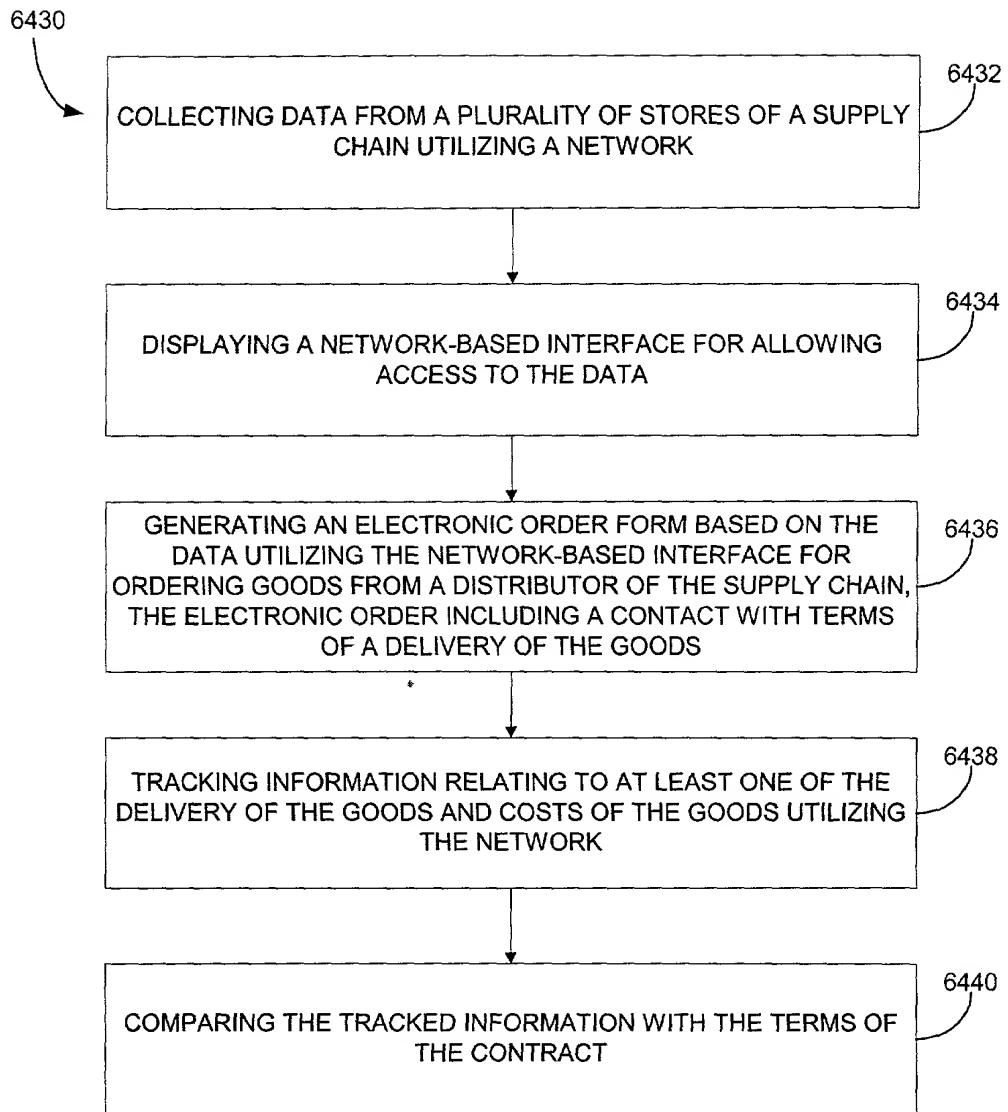 6430
6432
COLLECTING DATA FROM A PLURALITY OF STORES OF A SUPPLY
CHAIN UTILIZING A NETWORK
6434
DISPLAYING A NETWORK-BASED INTERFACE FOR ALLOWING
ACCESS TO THE DATA
6436
GENERATING AN ELECTRONIC ORDER FORM BASED ON THE
DATA UTILIZING THE NETWORK-BASED INTERFACE FOR
ORDERING GOODS FROM A DISTRIBUTOR OF THE SUPPLY CHAIN,
THE ELECTRONIC ORDER INCLUDING A CONTACT WITH TERMS
OF A DELIVERY OF THE GOODS
6438
TRACKING INFORMATION RELATING TO AT LEAST ONE OF THE
DELIVERY OF THE GOODS AND COSTS OF THE GOODS UTILIZING
THE NETWORK
6440
COMPARING THE TRACKED INFORMATION WITH THE TERMS OF
THE CONTRACT